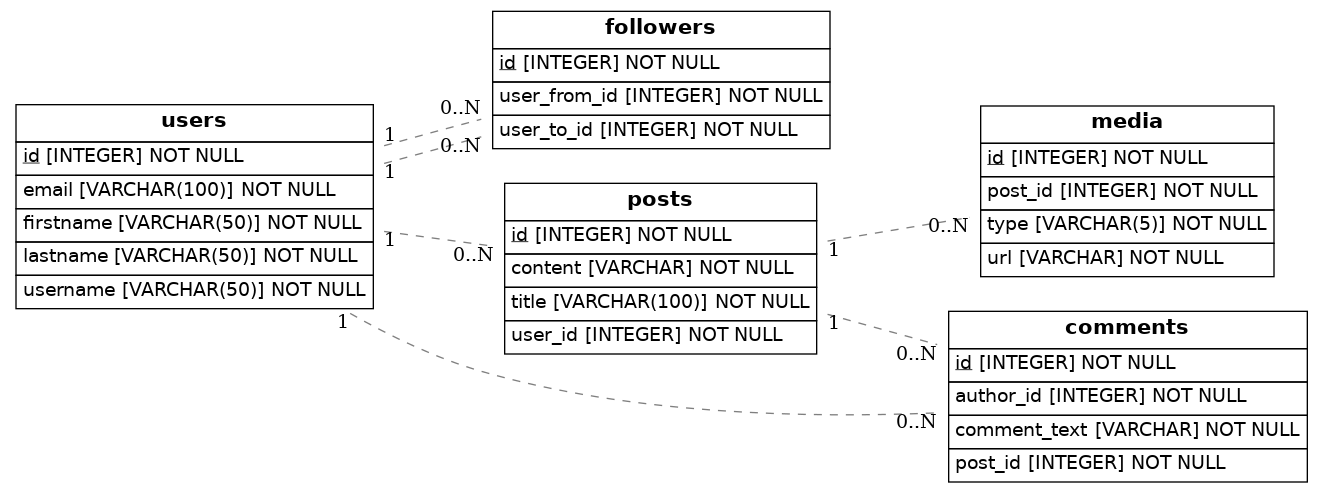 followers
id [INTEGER] NOT NULL
user_from_id [INTEGER] NOT NULL
user_to_id [INTEGER] NOT NULL
users
id [INTEGER] NOT NULL
email [VARCHAR(100)] NOT NULL
firstname [VARCHAR(50)] NOT NULL
lastname [VARCHAR(50)] NOT NULL
username [VARCHAR(50)] NOT NULL
1
0..N
1
0..N
1
0..N
1
0..N
posts
id [INTEGER] NOT NULL
content [VARCHAR] NOT NULL
title [VARCHAR(100)] NOT NULL
user_id [INTEGER] NOT NULL
1
0..N
1
0..N
media
id [INTEGER] NOT NULL
post_id [INTEGER] NOT NULL
type [VARCHAR(5)] NOT NULL
url [VARCHAR] NOT NULL
comments
id [INTEGER] NOT NULL
author_id [INTEGER] NOT NULL
comment_text [VARCHAR] NOT NULL
post_id [INTEGER] NOT NULL